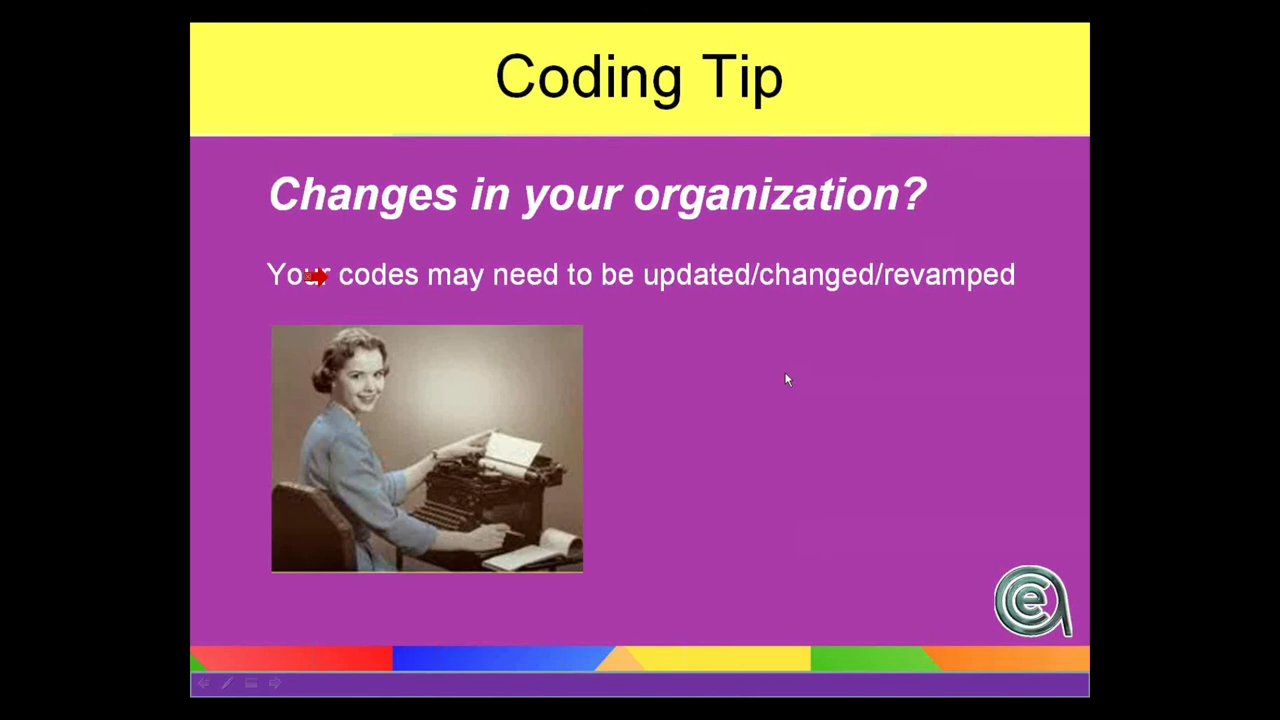 Coding Tip
Changes in your organization?
Your codes may need to be updated/changed/revamped